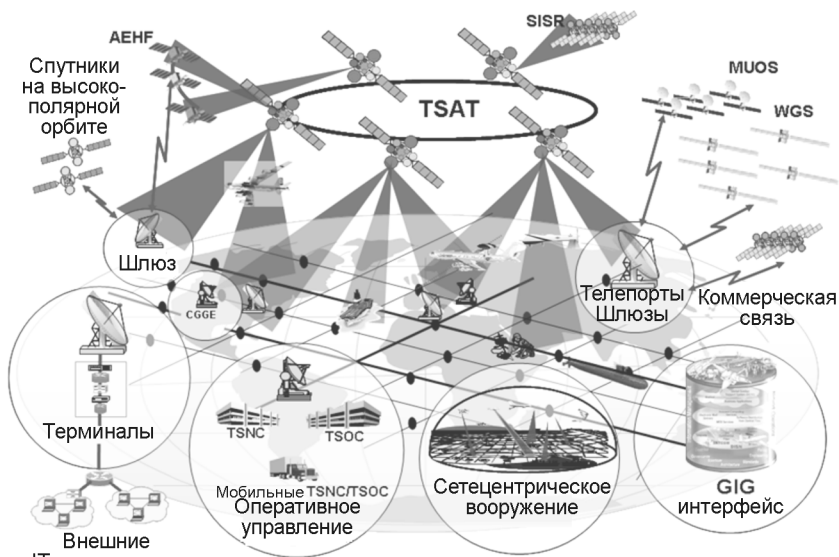 AEHF
SISR
Спутники
на высоко-
полярной
орбите
MUOS
WGS
TSAT
Шлюз
CGGE
Телепорты
Шлюзы
Коммерческая
связь
Терминалы
TSNC
TSOC
Мобильные TSNC/TSOC
Оперативное
управление
Сетецентрическое
вооружение
GIG
интерфейс
Внешние